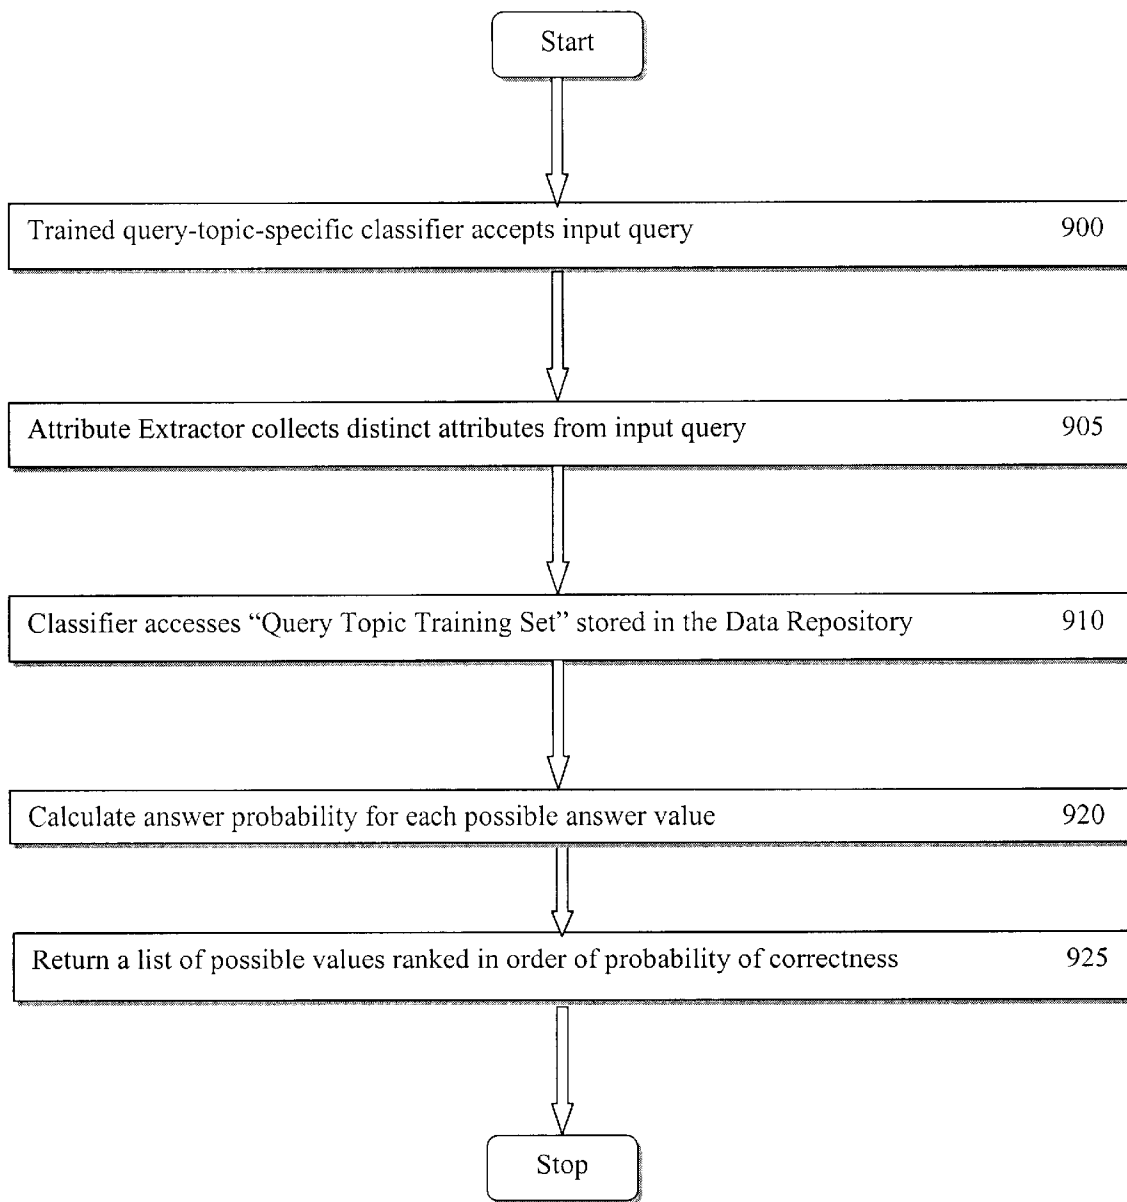 Start
Trained query-topic-specific classifier accepts input query 900
Attribute Extractor collects distinct attributes from input query 905
Classifier accesses “Query Topic Training Set” stored in the Data Repository 910
Calculate answer probability for each possible answer value 920
Return a list of possible values ranked in order of probability of correctness 925
Stop